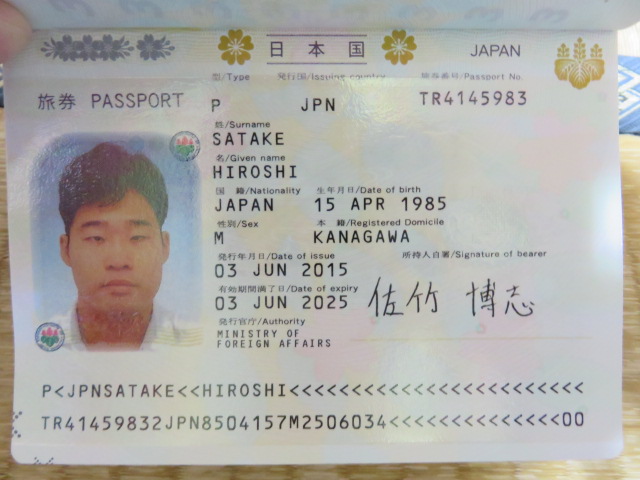 日本国 JAPAN
型/Type 発行国/Issuing country 旅券番号/Passport No.
旅券 PASSPORT P JPN TR4145983
姓/Surname
SATAKE
名/Given name
HIROSHI
国 籍/Nationality 生年月日/Date of birth
JAPAN 15 APR 1985
性別/Sex 本 籍/Registered Domicile
M KANAGAWA
発行年月日/Date of issue 所持人自署/Signature of bearer
03 JUN 2015
有効期間満了日/Date of expiry
03 JUN 2025 佐竹 博志
発行官庁/Authority
MINISTRY OF
FOREIGN AFFAIRS
P<JPNSATAKE<<HIROSHI<<<<<<<<<<<<<<<<<<<<<<<<
TR41459832JPN8504157M2506034<<<<<<<<<<<<<<00